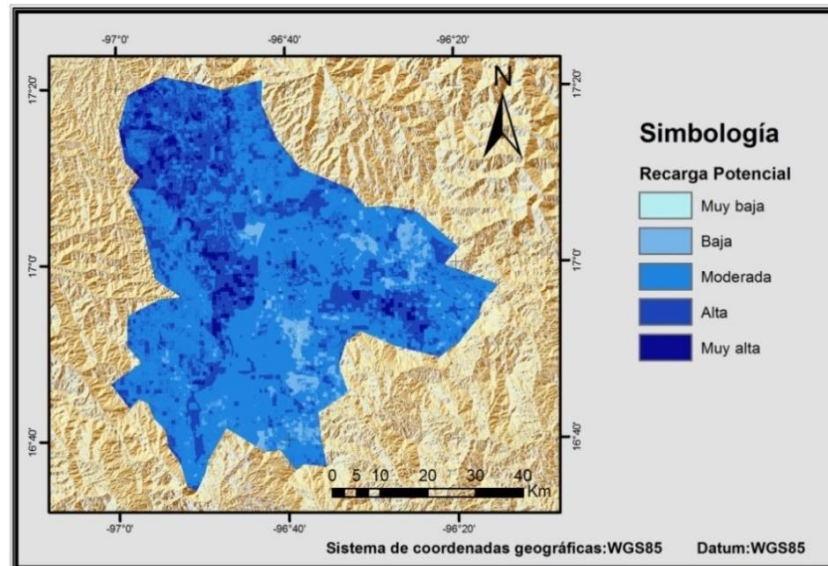 -97°0'
-96°40'
-96°20'
17°20'
17°20'
N
17°0'
17°0'
16°40'
16°40'
0 5 10 20 30 40
Km
-97°0'
-96°40'
-96°20'
Simbología
Recarga Potencial
Muy baja
Baja
Moderada
Alta
Muy alta
Sistema de coordenadas geográficas:WGS85 Datum:WGS85